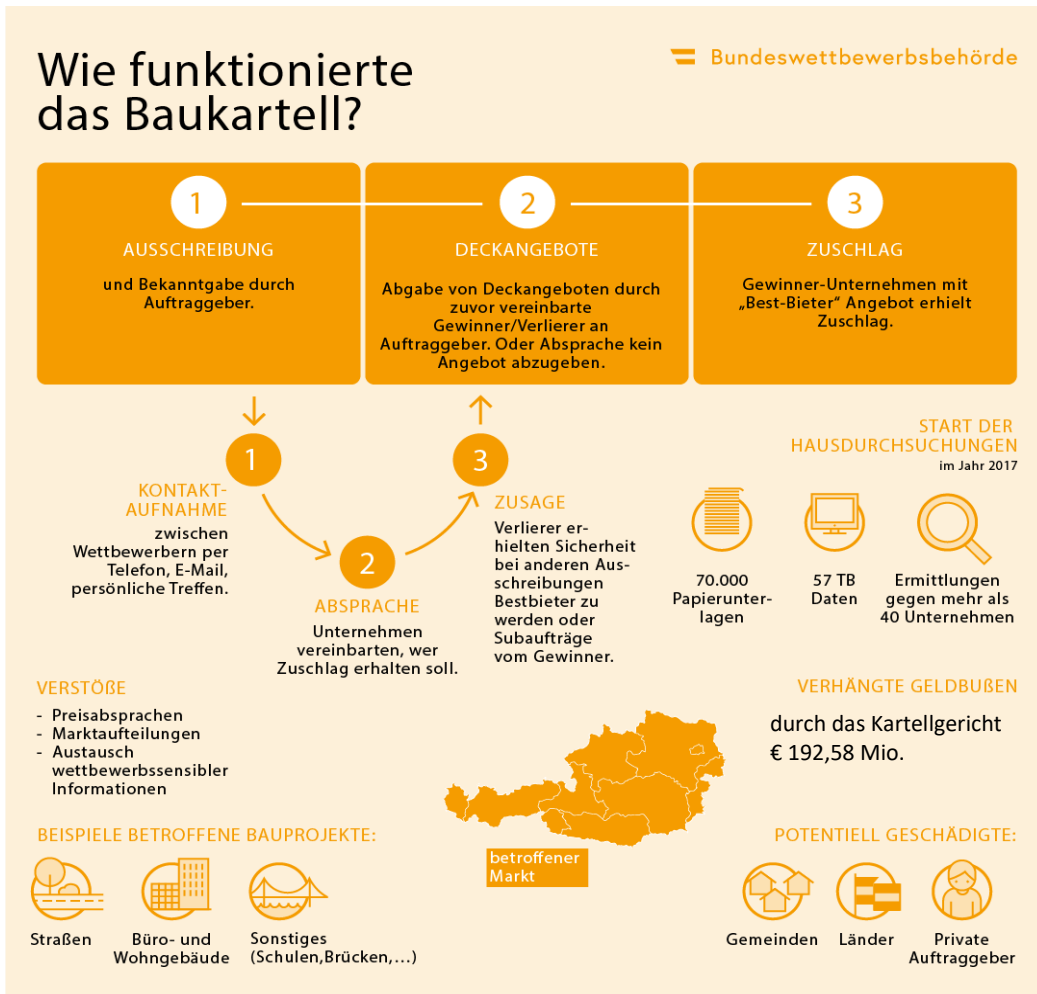 Wie funktionierte
das Baukartell?
Bundeswettbewerbsbehörde
1
AUSSCHREIBUNG
und Bekanntgabe durch
Auftraggeber.
2
DECKANGEBOTE
Abgabe von Deckangeboten durch
zuvor vereinbarte
Gewinner/Verlierer an
Auftraggeber. Oder Absprache kein
Angebot abzugeben.
3
ZUSCHLAG
Gewinner-Unternehmen mit
„Best-Bieter“ Angebot erhielt
Zuschlag.
1
KONTAKT-
AUFNAHME
zwischen
Wettbewerbern per
Telefon, E-Mail,
persönliche Treffen.
2
ABSPRACHE
Unternehmen
vereinbarten, wer
Zuschlag erhalten soll.
3
ZUSAGE
Verlierer er-
hielten Sicherheit
bei anderen Aus-
schreibungen
Bestbieter zu
werden oder
Subaufträge
vom Gewinner.
START DER
HAUSDURCHSUCHUNGEN
im Jahr 2017
70.000
Papierunter-
lagen
57 TB
Daten
Ermittlungen
gegen mehr als
40 Unternehmen
VERSTÖßE
- Preisabsprachen
- Marktaufteilungen
- Austausch
wettbewerbssensibler
Informationen
VERHÄNGTE GELDBUßEN
durch das Kartellgericht
€ 192,58 Mio.
betroffener
Markt
BEISPIELE BETROFFENE BAUPROJEKTE:
Straßen
Büro- und
Wohngebäude
Sonstiges
(Schulen,Brücken,...)
POTENTIELL GESCHÄDIGTE:
Gemeinden
Länder
Private
Auftraggeber